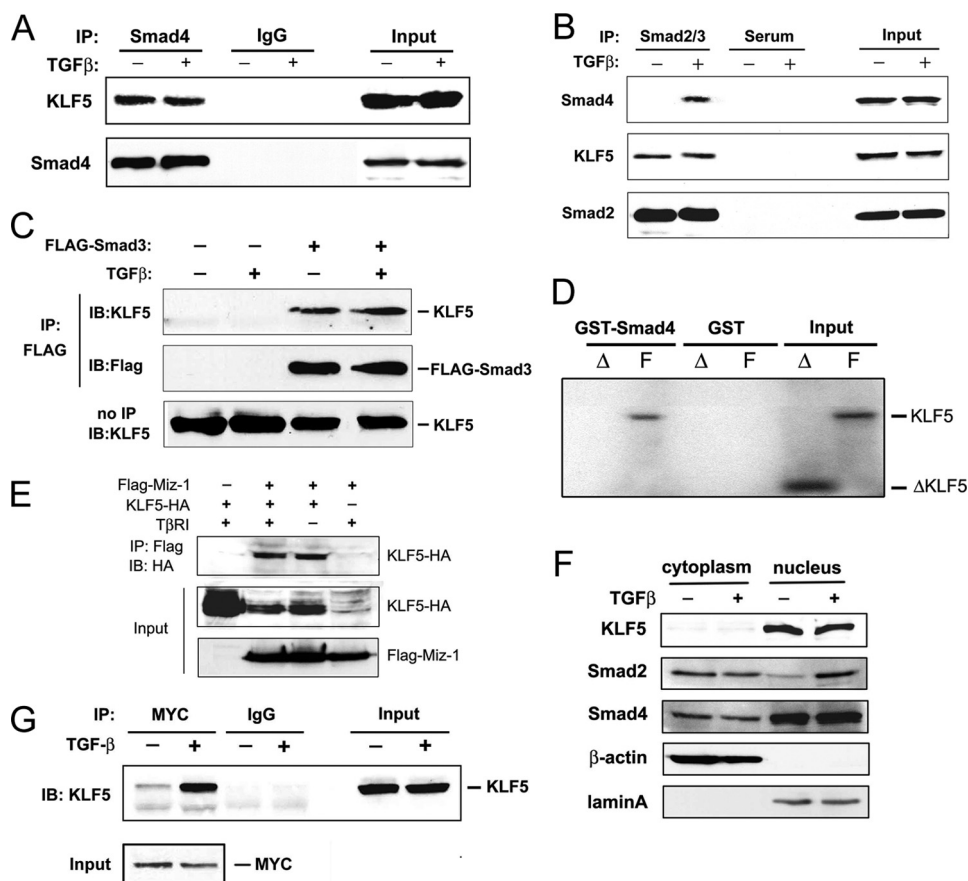 A
IP: Smad4 IgG Input
TGFβ: – + – + – +
KLF5
Smad4
B
IP: Smad2/3 Serum Input
TGFβ: – + – + – +
Smad4
KLF5
Smad2
C
FLAG-Smad3: – – + +
TGFβ: – + – +
IP: FLAG
IB:KLF5 – KLF5
IB:Flag –FLAG-Smad3
no IP
IB:KLF5 – KLF5
D
GST-Smad4 GST Input
Δ F Δ F Δ F
– KLF5
– ΔKLF5
E
Flag-Miz-1 – + + +
KLF5-HA + + + –
TβRI + + – +
IP: Flag
IB: HA KLF5-HA
Input
KLF5-HA
Flag-Miz-1
F
cytoplasm nucleus
TGFβ – + – +
KLF5
Smad2
Smad4
β-actin
laminA
G
IP: MYC IgG Input
TGF-β – + – + – +
IB: KLF5 – KLF5
Input – MYC